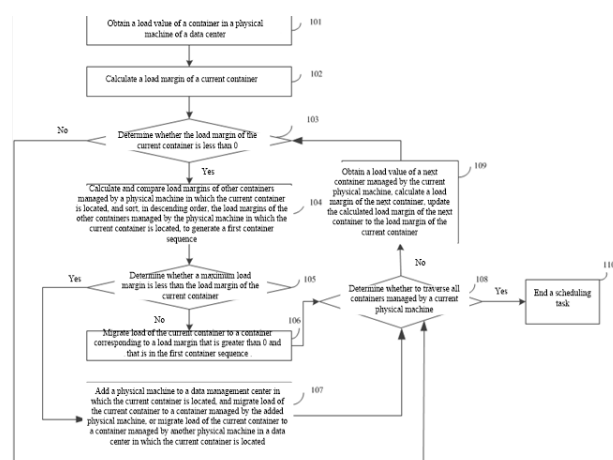 Obtain a load value of a container in a physical
machine of a data center
101
Calculate a load margin of a current container
102
Determine whether the load margin of the
current container is less than 0
103
No
Yes
Calculate and compare load margins of other containers
managed by a physical machine in which the current container
is located, and sort, in descending order, the load margins of
the other containers managed by the physical machine in which
the current container is located, to generate a first container
sequence
104
Determine whether a maximum load
margin is less than the load margin of the
current container
105
Yes
No
Migrate load of the current container to a container
corresponding to a load margin that is greater than 0 and
that is in the first container sequence
106
Add a physical machine to a data management center in
which the current container is located, and migrate load
of the current container to a container managed by the added
physical machine, or migrate load of the current container to
a container managed by another physical machine in a data
center in which the current container is located
107
Determine whether to traverse all
containers managed by a current
physical machine
108
No
Yes
Obtain a load value of a next
container managed by the current
physical machine, calculate a load
margin of the next container, update
the calculated load margin of the next
container to the load margin of the
current container
109
End a scheduling
task
110